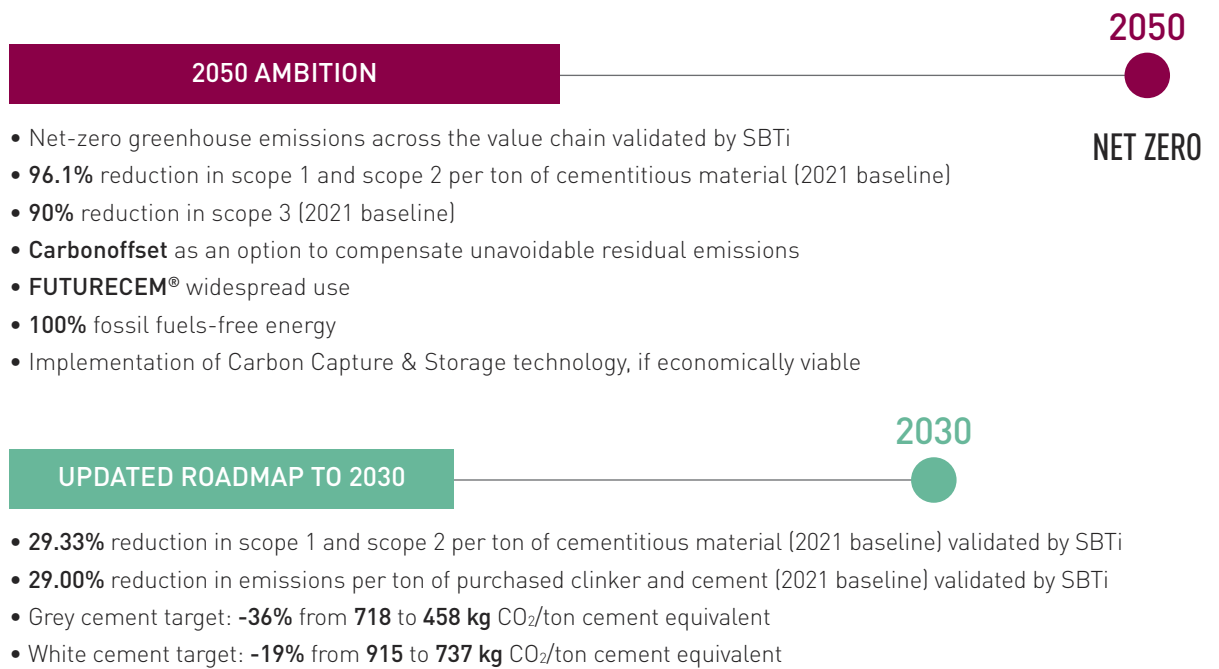 2050
2050 AMBITION
• Net-zero greenhouse emissions across the value chain validated by SBTi
NET ZERO
• 96.1% reduction in scope 1 and scope 2 per ton of cementitious material (2021 baseline)
• 90% reduction in scope 3 (2021 baseline)
• Carbonoffset as an option to compensate unavoidable residual emissions
• FUTURECEM® widespread use
• 100% fossil fuels-free energy
• Implementation of Carbon Capture & Storage technology, if economically viable
2030
UPDATED ROADMAP TO 2030
• 29.33% reduction in scope 1 and scope 2 per ton of cementitious material (2021 baseline) validated by SBTi
• 29.00% reduction in emissions per ton of purchased clinker and cement (2021 baseline) validated by SBTi
• Grey cement target: -36% from 718 to 458 kg CO₂/ton cement equivalent
• White cement target: -19% from 915 to 737 kg CO₂/ton cement equivalent